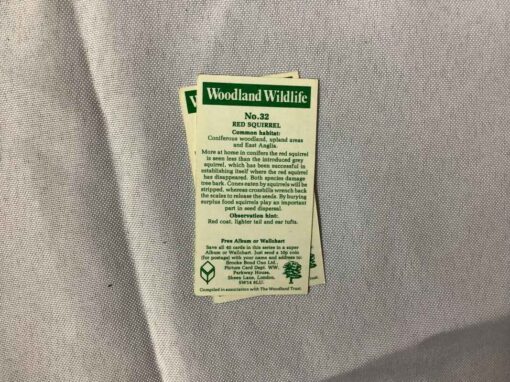 Woodland Wildlife
No.32
RED SQUIRREL
Common habitat:
Coniferous woodland, upland areas
and East Anglia.
More at home in conifers the red squirrel
is seen less than the introduced grey
squirrel, which has been successful in
establishing itself where the red squirrel
has disappeared. Both species damage
tree bark. Cones eaten by squirrels will be
stripped, whereas crossbills wrench back
the scales to release the seeds. By burying
surplus food squirrels play an important
part in seed dispersal.
Observation hint:
Red coat, lighter tail and ear tufts.
Free Album or Wallchart
Save all 40 cards in this series in a super
Album or Wallchart. Just send a 10p coin
(for postage) with your name and address to:
Brooke Bond Oxo Ltd.,
Picture Card Dept. WW,
Parkway House,
Sheen Lane, London,
SW14 8LU.
Compiled in association with The Woodland Trust.